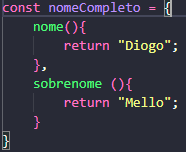 const nomeCompleto = {
    nome(){
        return "Diogo";
    },
    sobrenome (){
        return "Mello";
    }
}